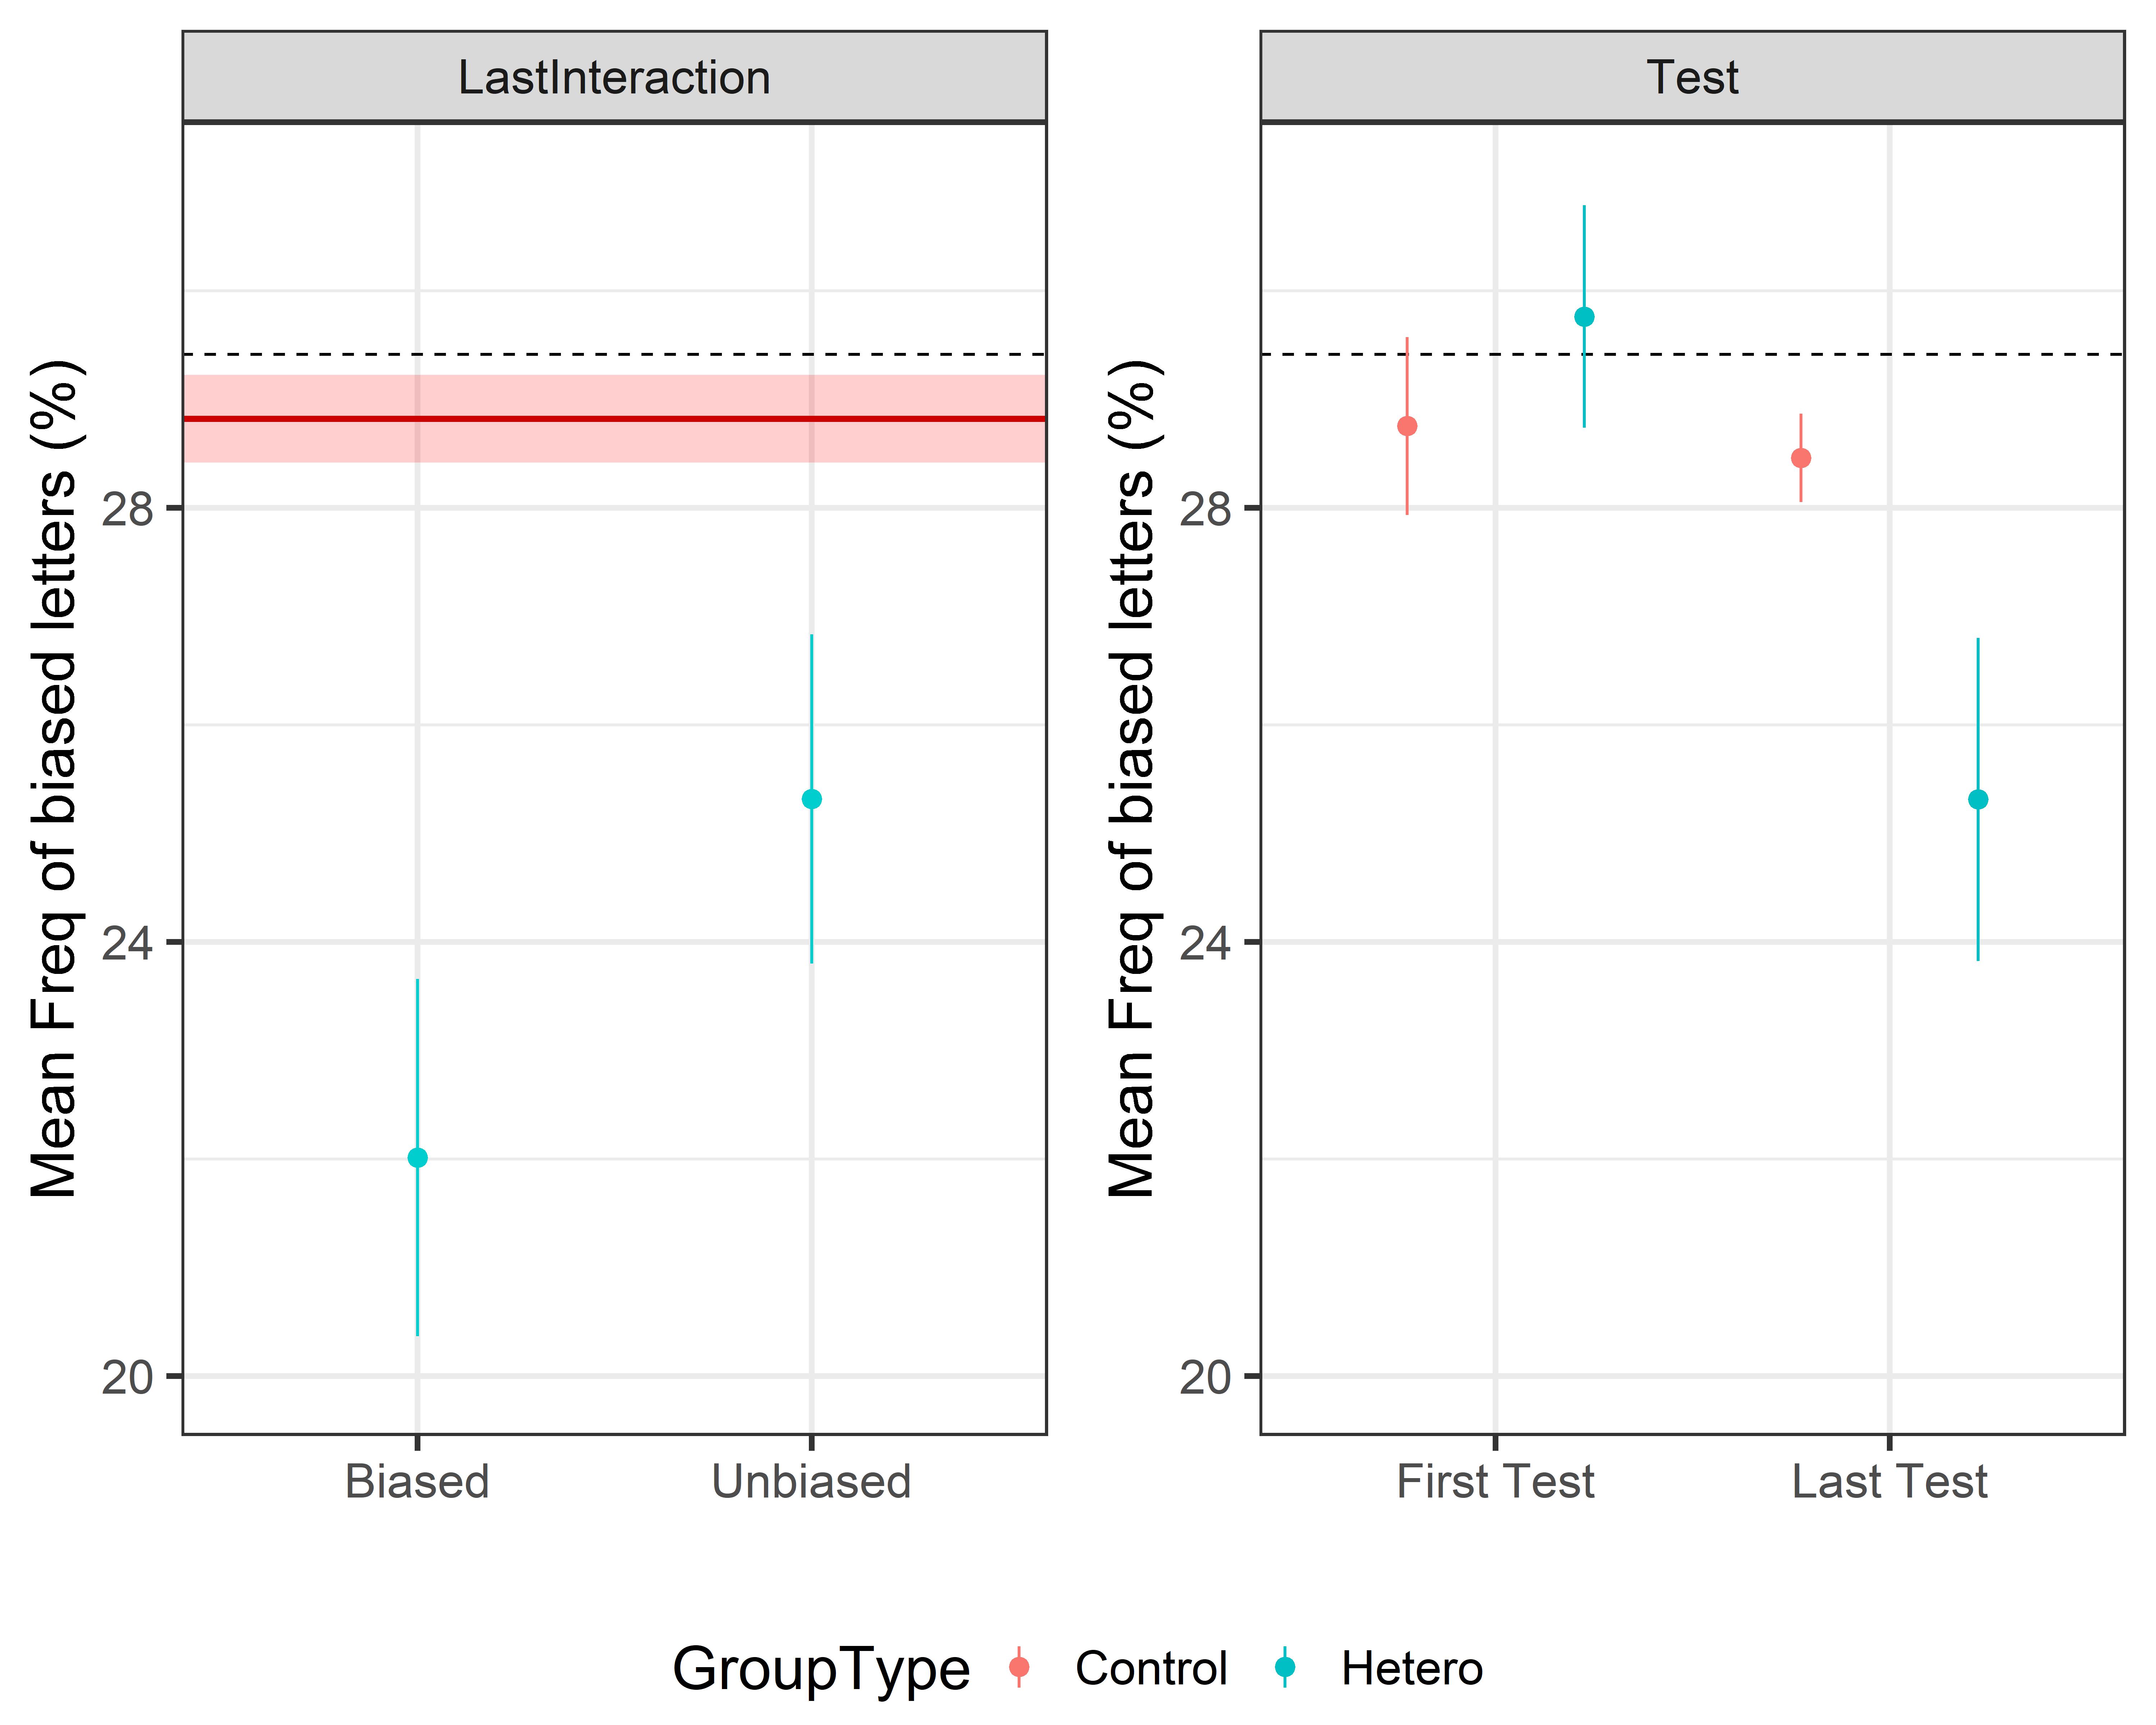 LastInteraction
Test
Mean Freq of biased letters (%)
28
24
20
Biased
Unbiased
Mean Freq of biased letters (%)
28
24
20
First Test
Last Test
GroupType
Control
Hetero